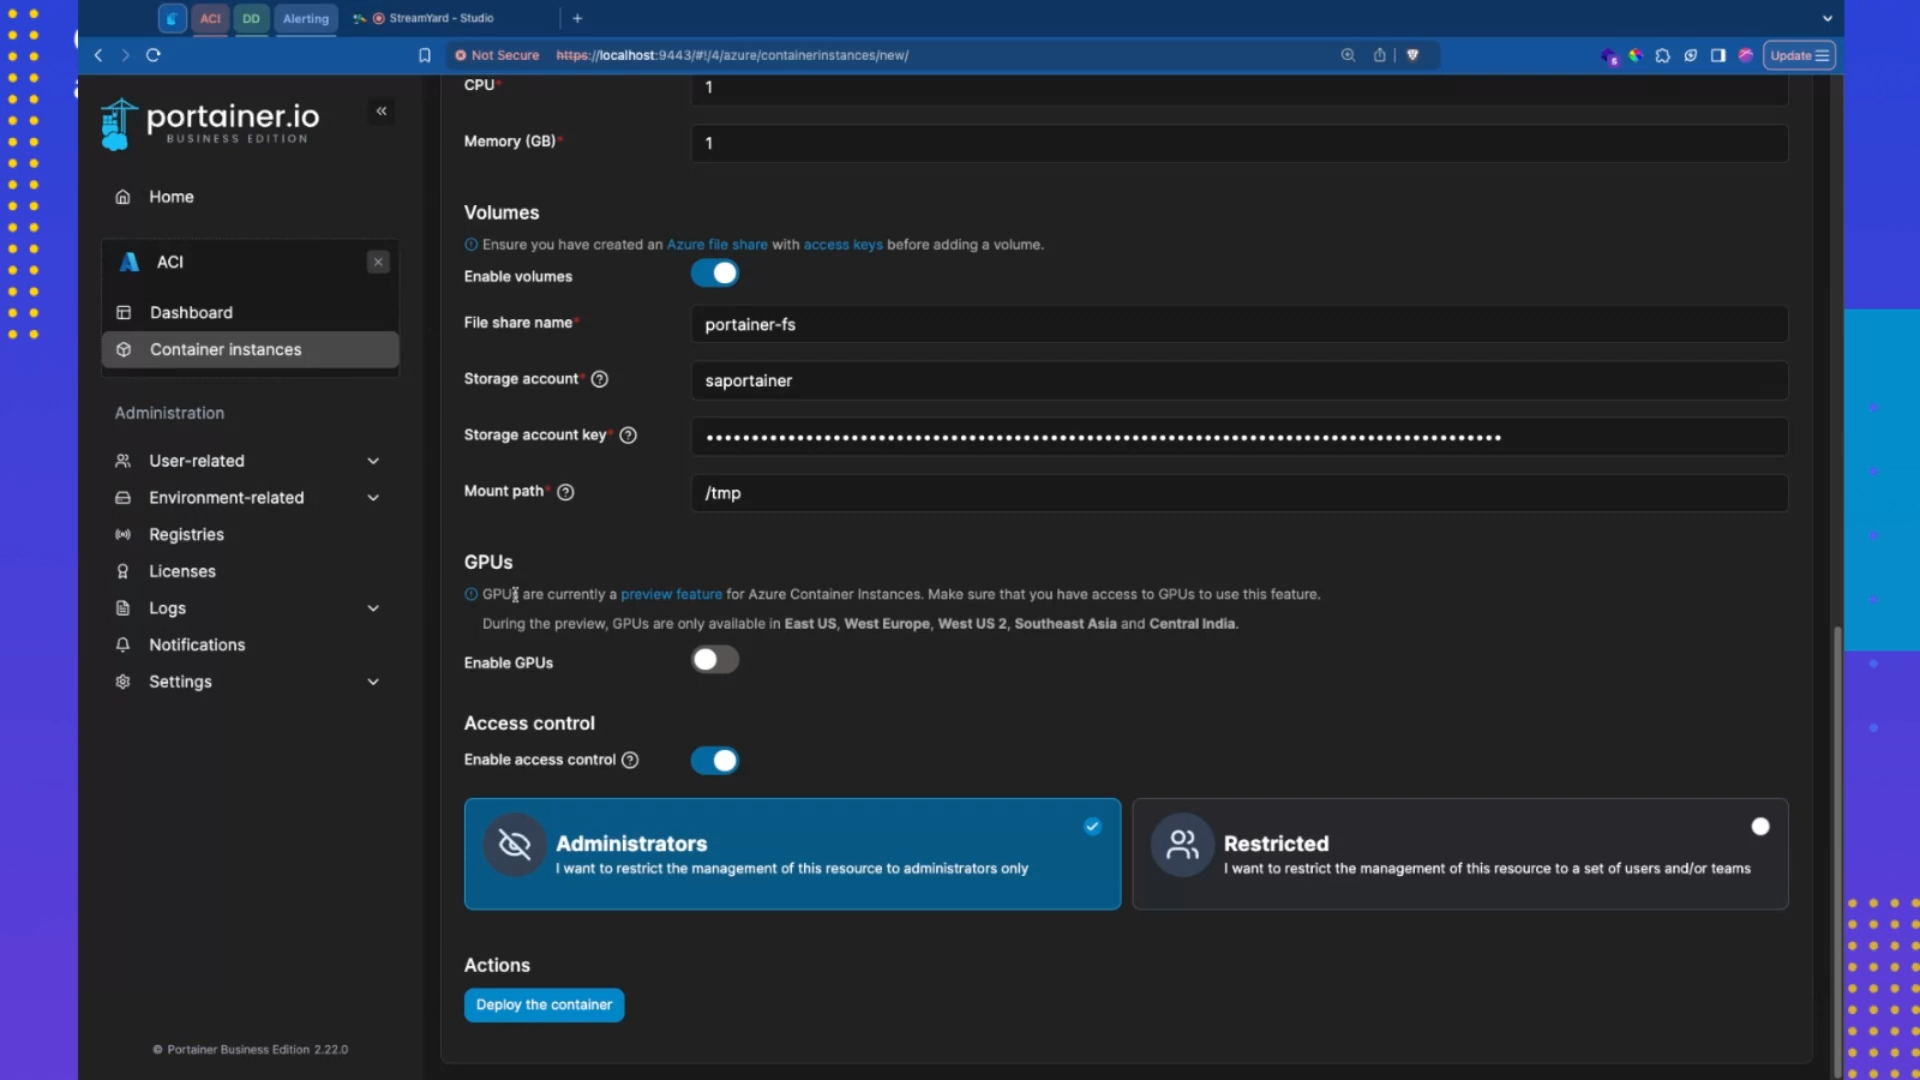 ACI
DD
Alerting
StreamYard - Studio
Not Secure
https://localhost:9443/#!/4/azure/containerinstances/new/
Update
portainer.io
BUSINESS EDITION
Home
ACI
Dashboard
Container instances
Administration
User-related
Environment-related
Registries
Licenses
Logs
Notifications
Settings
© Portainer Business Edition 2.22.0
CPU*
1
Memory (GB)*
1
Volumes
Ensure you have created an Azure file share with access keys before adding a volume.
Enable volumes
File share name*
portainer-fs
Storage account*
saportainer
Storage account key*
Mount path*
/tmp
GPUs
GPUs are currently a preview feature for Azure Container Instances. Make sure that you have access to GPUs to use this feature.
During the preview, GPUs are only available in East US, West Europe, West US 2, Southeast Asia and Central India.
Enable GPUs
Access control
Enable access control
Administrators
I want to restrict the management of this resource to administrators only
Restricted
I want to restrict the management of this resource to a set of users and/or teams
Actions
Deploy the container